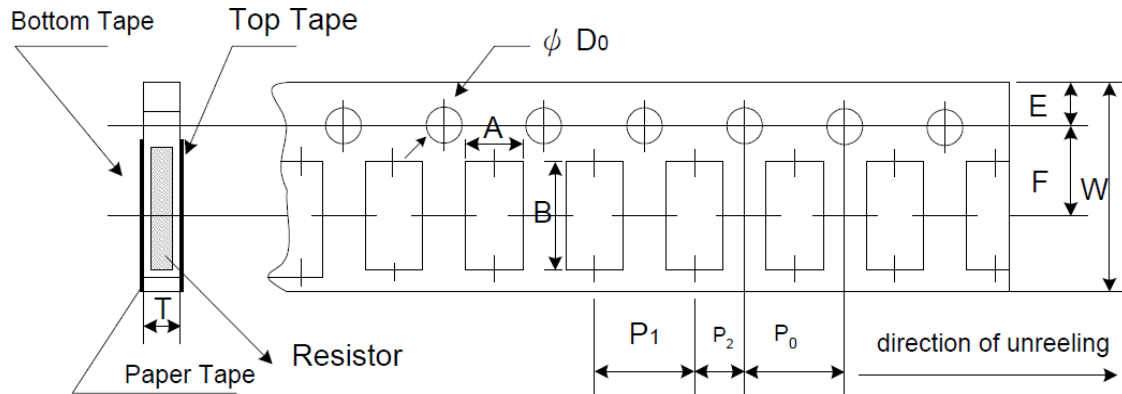 Bottom Tape
Top Tape
ψ D0
A
E
F
W
B
T
P1
P2
P0
direction of unreeling
Resistor
Paper Tape